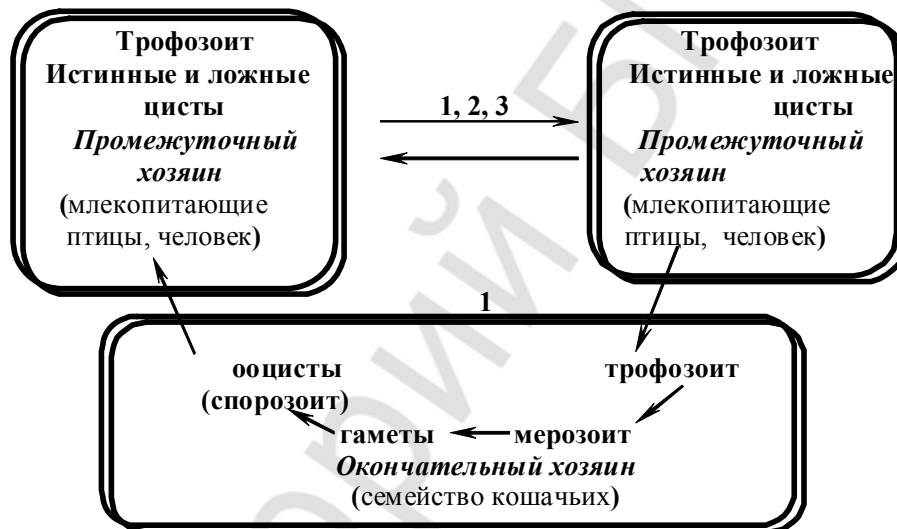 Трофозоит
Истинные и ложные
цисты
Промежуточный
хозяин
(млекопитающие
птицы, человек)
1, 2, 3
Трофозоит
Истинные и ложные
цисты
Промежуточный
хозяин
(млекопитающие
птицы, человек)
1
ооцисты
(спорозоит)
трофозоит
гаметы
мерозоит
Окончательный хозяин
(семейство кошачьих)